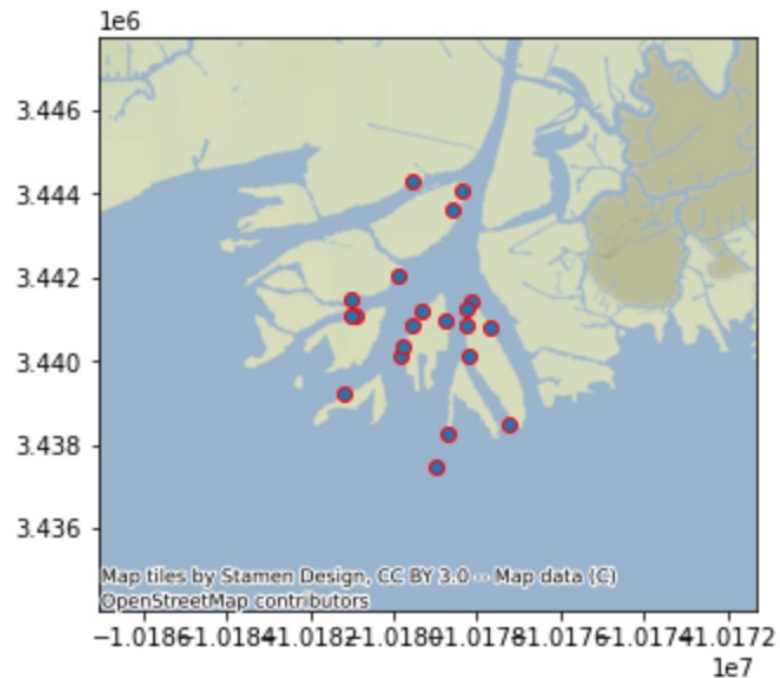 1e6
3.446
3.444
3.442
3.440
3.438
3.436
Map tiles by Stamen Design, CC BY 3.0 -- Map data (C)
OpenStreetMap contributors
−1.0186 −1.0184 −1.0182 −1.0180 −1.0178 −1.0176 −1.0174 −1.0172
1e7